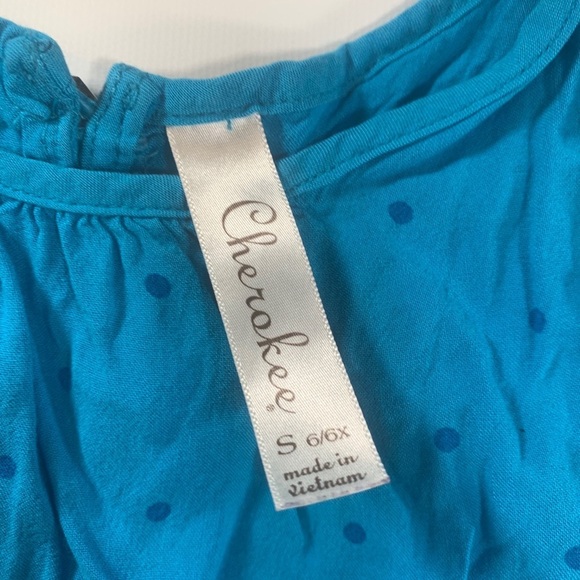 Cherokee®
S 6/6X
made in
vietnam